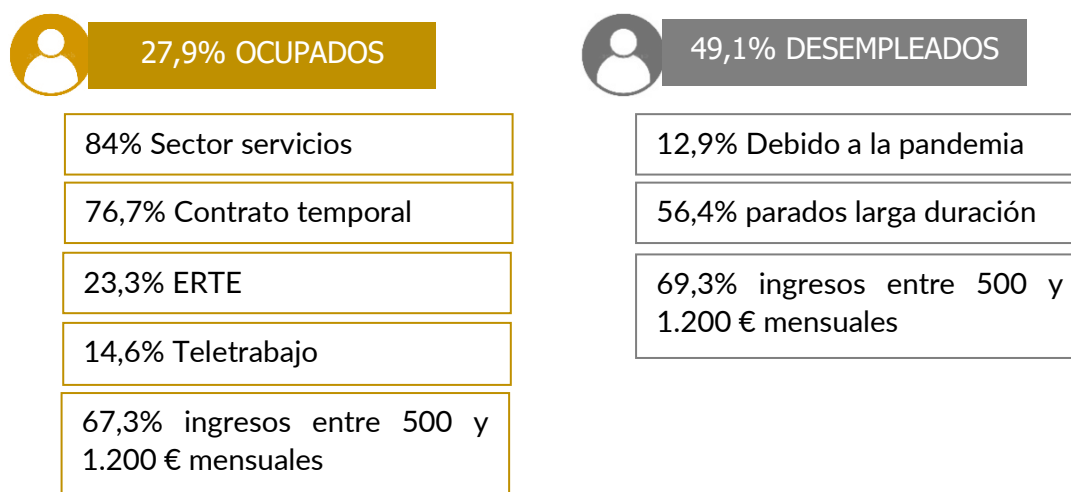 27,9% OCUPADOS
84% Sector servicios
76,7% Contrato temporal
23,3% ERTE
14,6% Teletrabajo
67,3% ingresos entre 500 y
1.200 € mensuales
49,1% DESEMPLEADOS
12,9% Debido a la pandemia
56,4% parados larga duración
69,3% ingresos entre 500 y
1.200 € mensuales